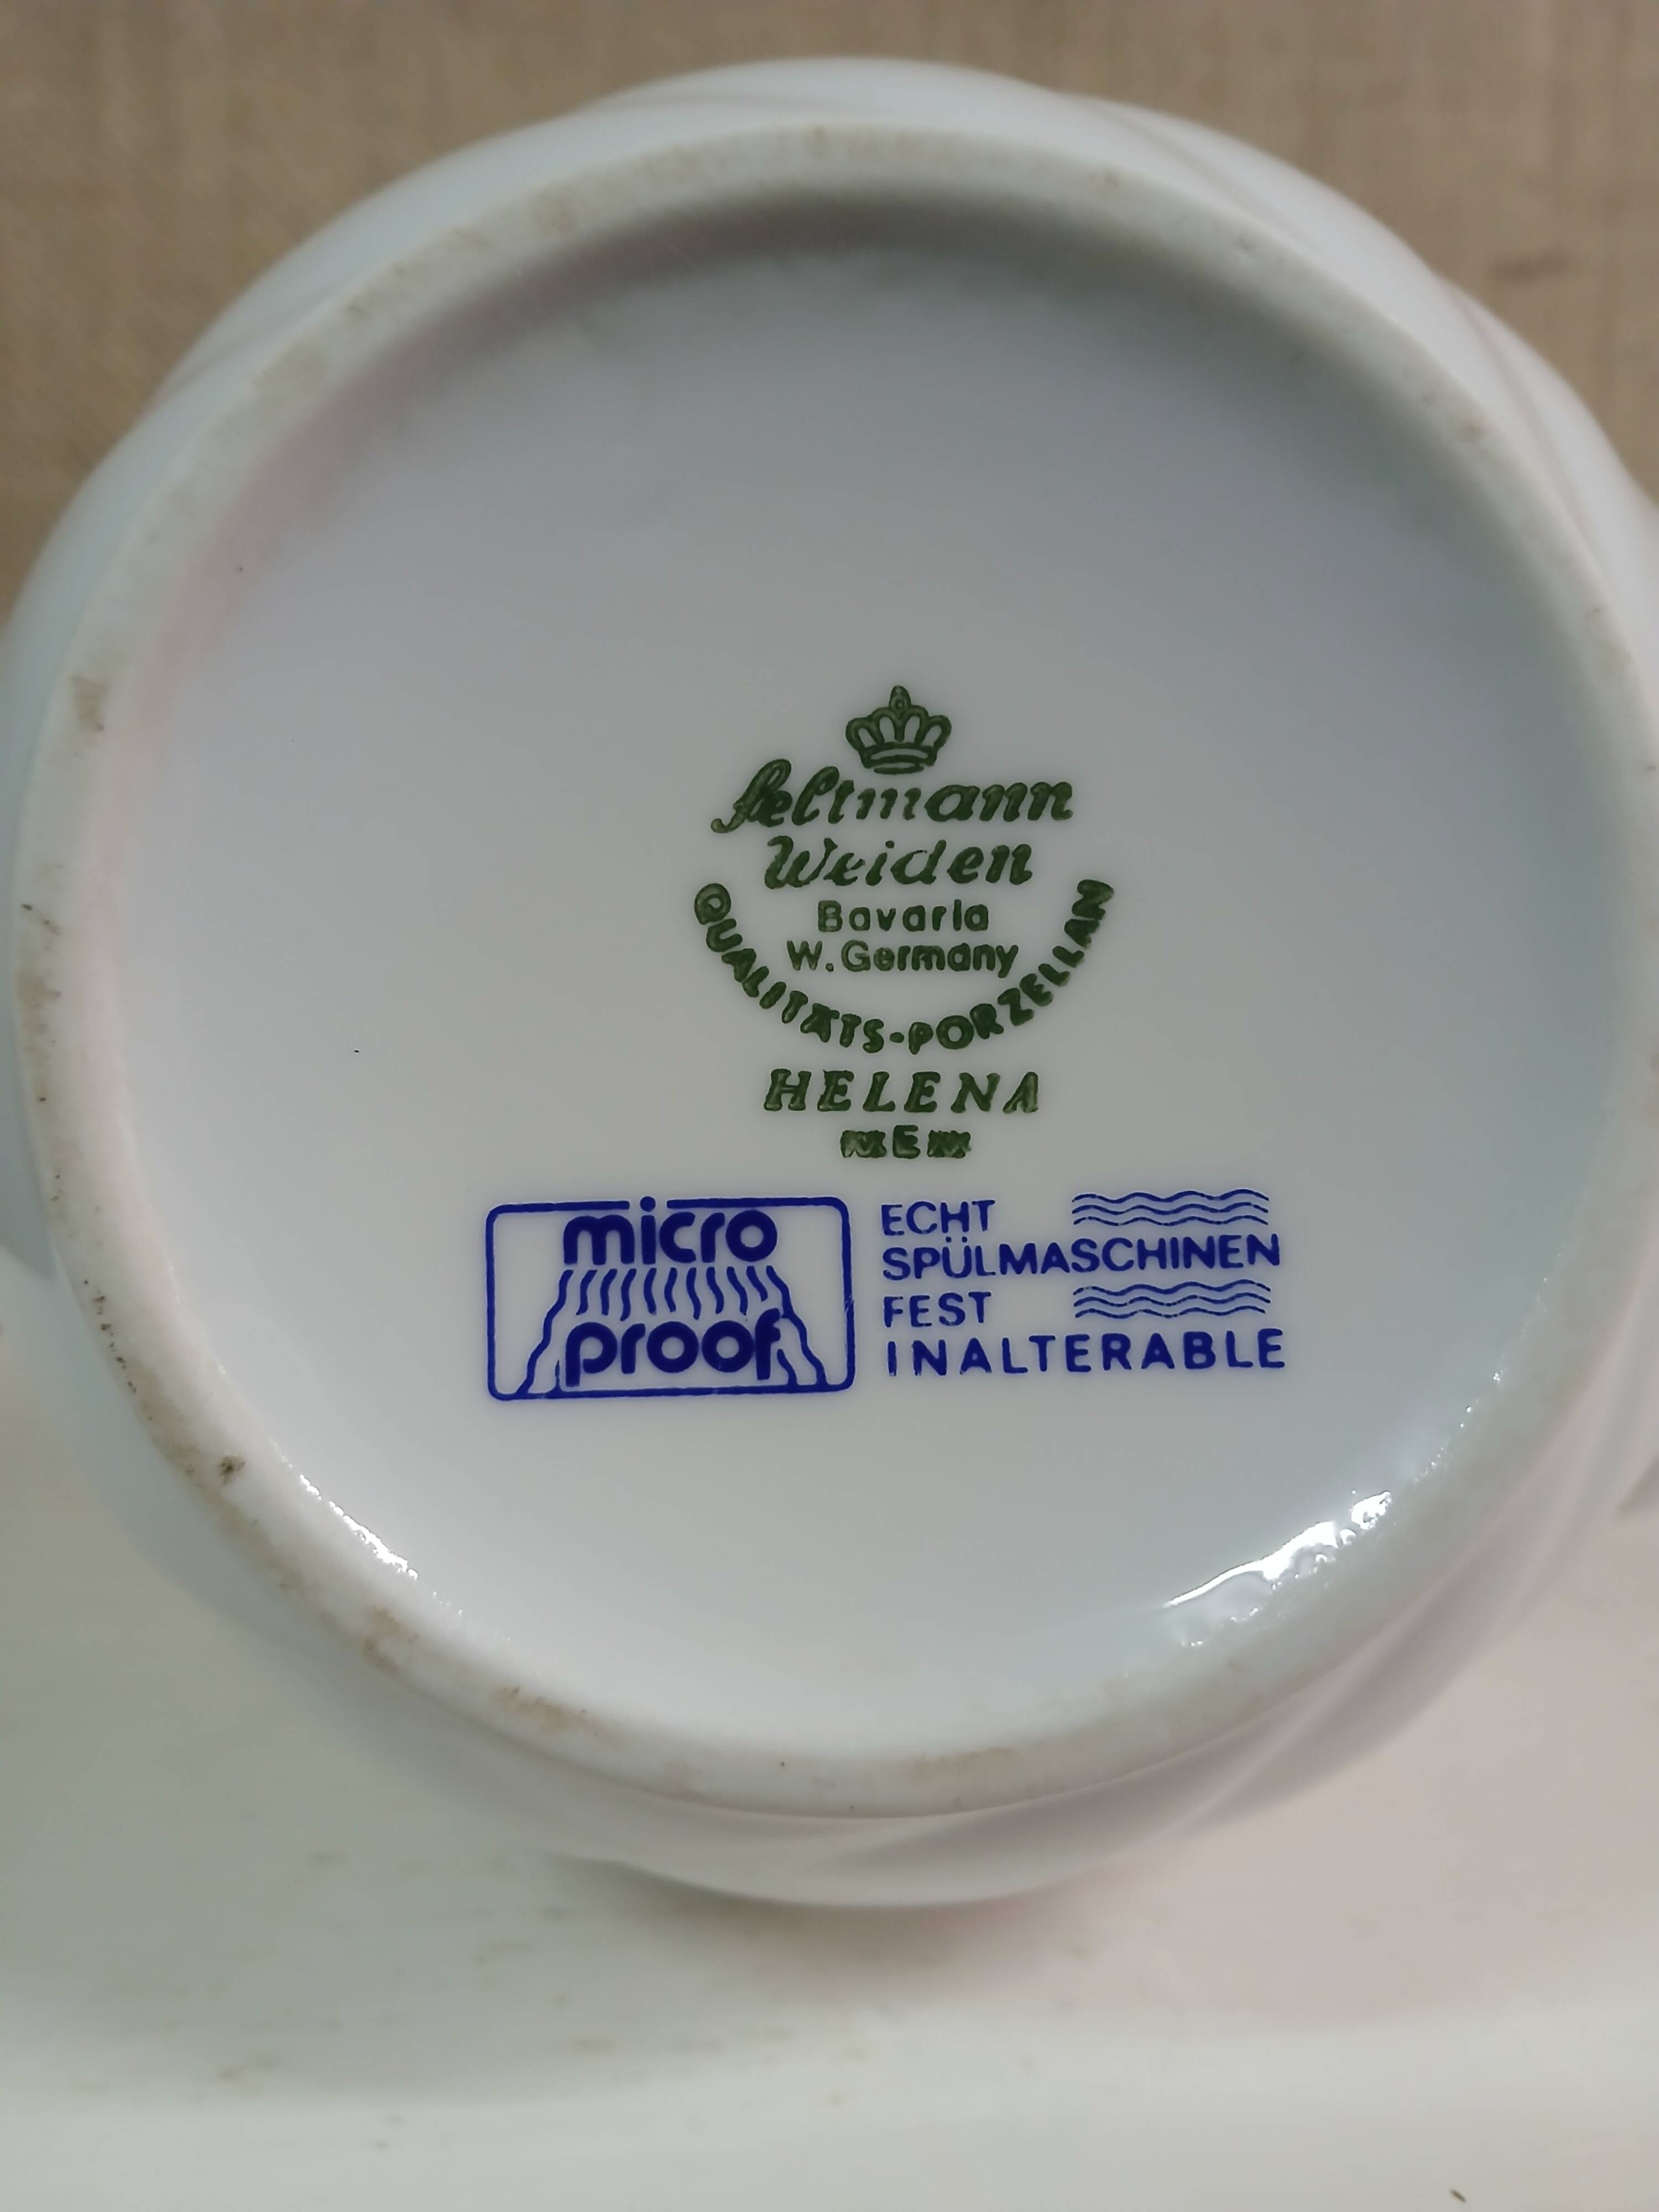 Seltmann
Weiden
Bavaria
W. Germany
QUALITÄTS-PORZELLAN
HELENA
E
micro
proof
ECHT
SPÜLMASCHINEN
FEST
INALTERABLE